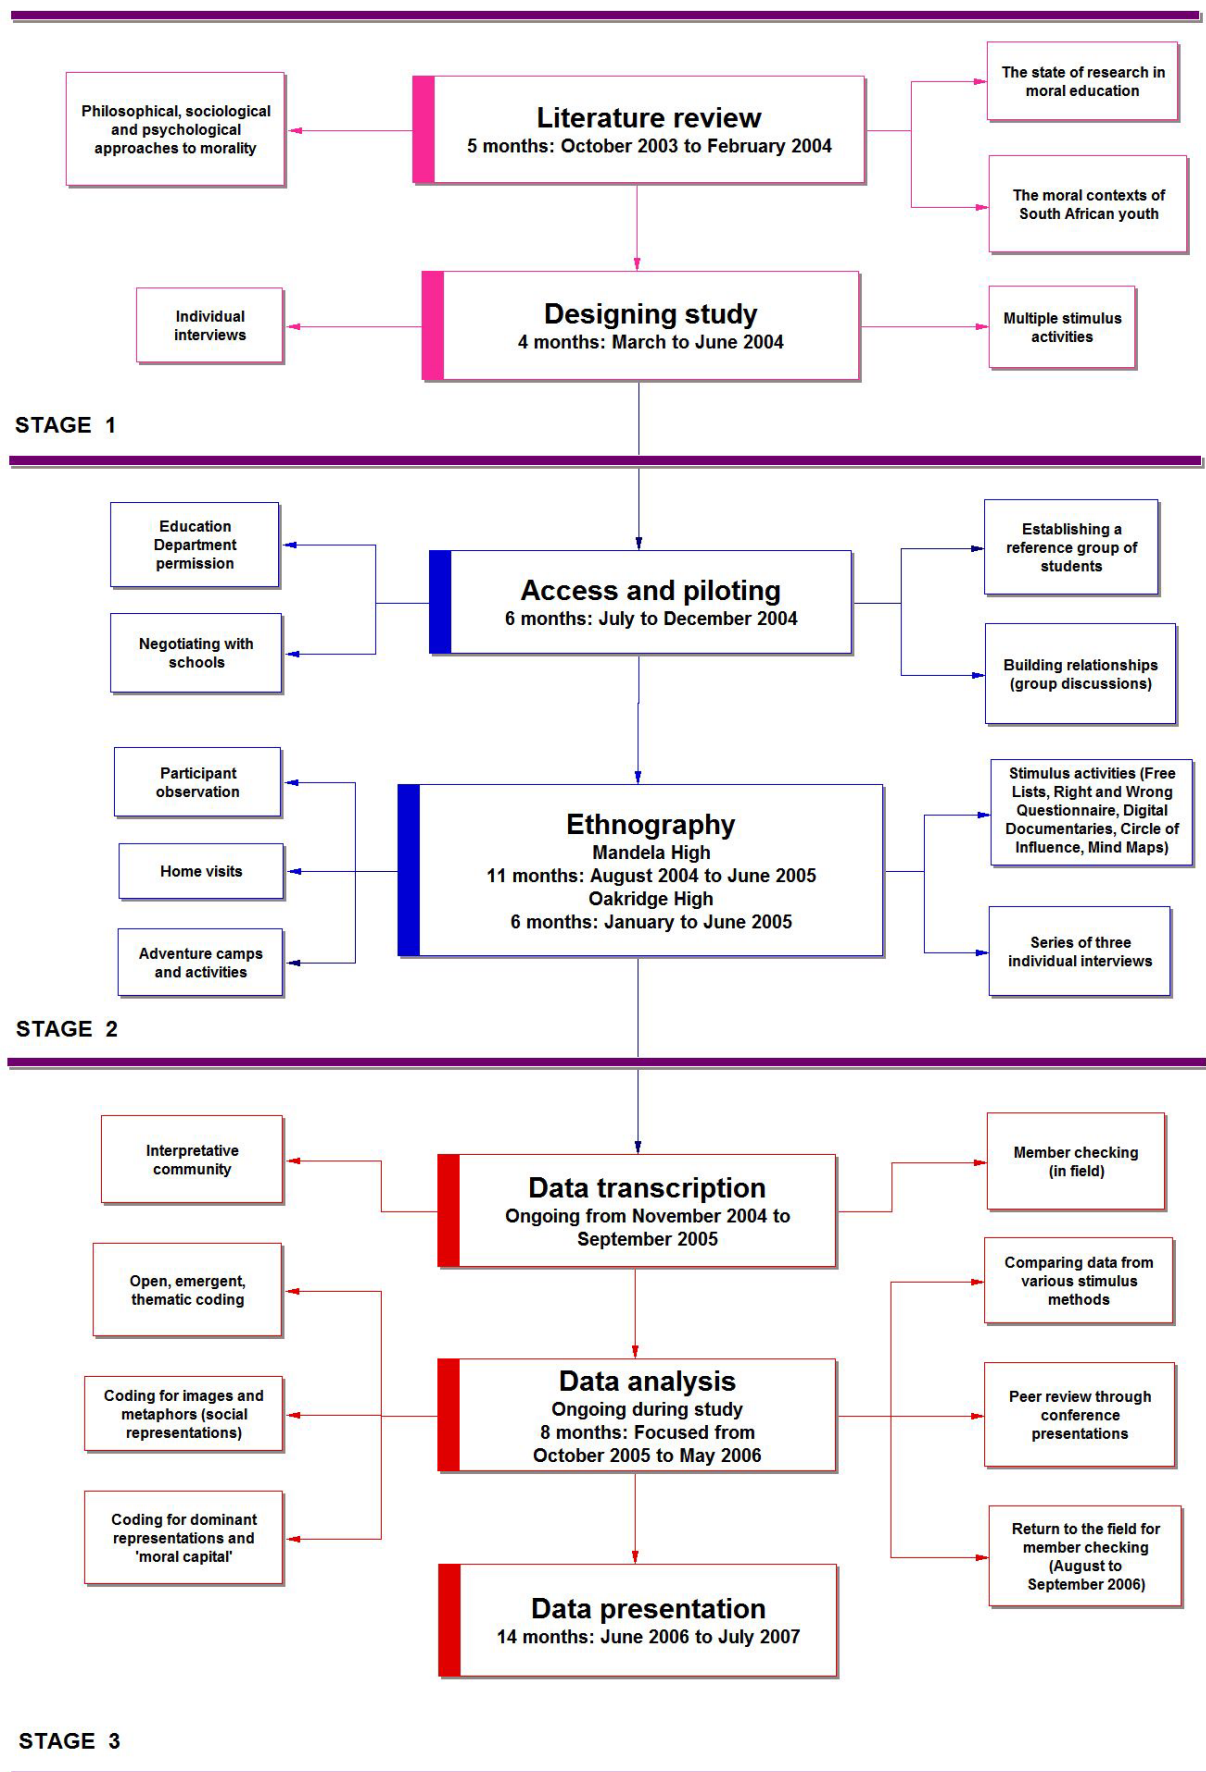 Literature review
5 months: October 2003 to February 2004
Philosophical, sociological
and psychological
approaches to morality
The state of research in
moral education
The moral contexts of
South African youth
Designing study
4 months: March to June 2004
Individual
interviews
Multiple stimulus
activities
STAGE 1
Access and piloting
6 months: July to December 2004
Education
Department
permission
Negotiating with
schools
Establishing a
reference group of
students
Building relationships
(group discussions)
Ethnography
Mandela High
11 months: August 2004 to June 2005
Oakridge High
6 months: January to June 2005
Participant
observation
Home visits
Adventure camps
and activities
Stimulus activities (Free
Lists, Right and Wrong
Questionnaire, Digital
Documentaries, Circle of
Influence, Mind Maps)
Series of three
individual interviews
STAGE 2
Data transcription
Ongoing from November 2004 to
September 2005
Interpretative
community
Member checking
(in field)
Data analysis
Ongoing during study
8 months: Focused from
October 2005 to May 2006
Open, emergent,
thematic coding
Coding for images and
metaphors (social
representations)
Coding for dominant
representations and
'moral capital'
Comparing data from
various stimulus
methods
Peer review through
conference
presentations
Return to the field for
member checking
(August to
September 2006)
Data presentation
14 months: June 2006 to July 2007
STAGE 3